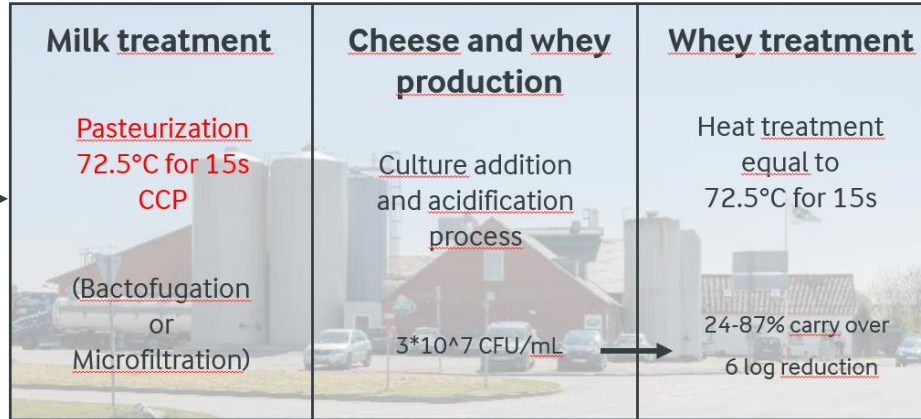 Milk treatment
Pasteurization
72.5°C for 15s
CCP
(Bactofugation
or
Microfiltration)
Cheese and whey
production
Culture addition
and acidification
process
3*10^7 CFU/mL
Whey treatment
Heat treatment
equal to
72.5°C for 15s
24-87% carry over
6 log reduction